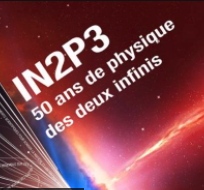 IN2P3
50 ans de physique
des deux infinis